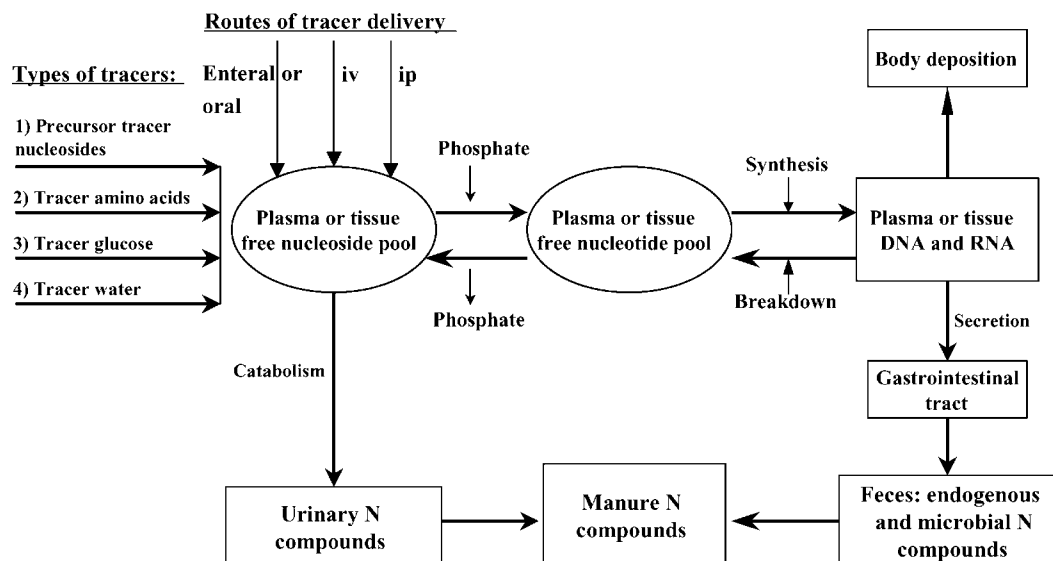 Routes of tracer delivery
Types of tracers:
Enteral or
oral
iv
ip
1) Precursor tracer
nucleosides
2) Tracer amino acids
3) Tracer glucose
4) Tracer water
Plasma or tissue
free nucleoside pool
Phosphate
Phosphate
Plasma or tissue
free nucleotide pool
Synthesis
Breakdown
Body deposition
Plasma or tissue
DNA and RNA
Secretion
Gastrointestinal
tract
Catabolism
Urinary N
compounds
Manure N
compounds
Feces: endogenous
and microbial N
compounds